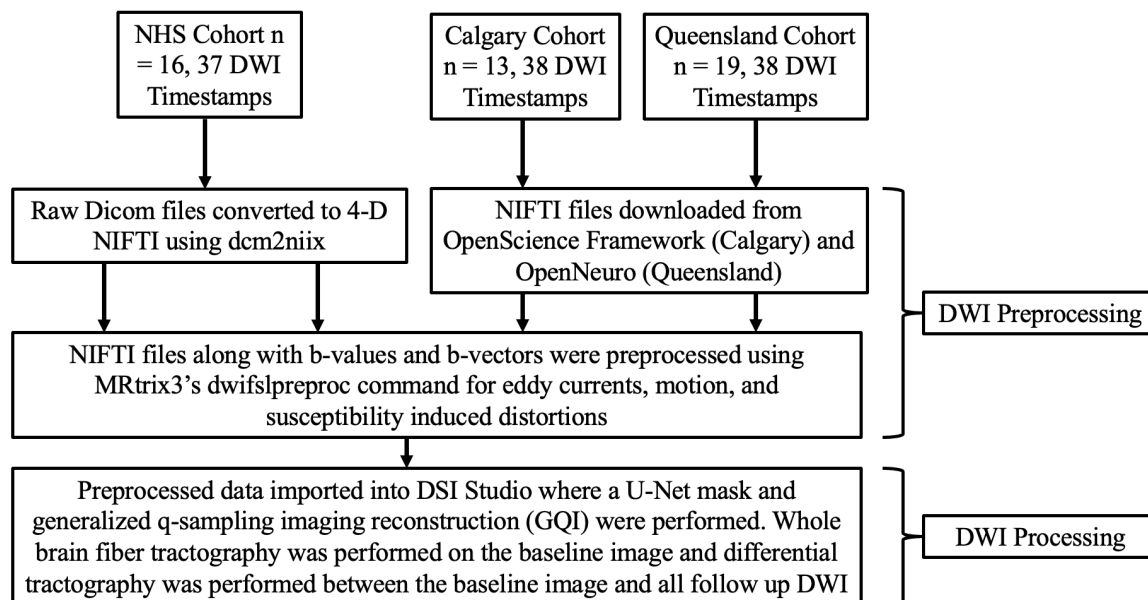 NHS Cohort n
= 16, 37 DWI
Timestamps
Calgary Cohort
n = 13, 38 DWI
Timestamps
Queensland Cohort
n = 19, 38 DWI
Timestamps
Raw Dicom files converted to 4-D
NIFTI using dcm2niix
NIFTI files downloaded from
OpenScience Framework (Calgary) and
OpenNeuro (Queensland)
DWI Preprocessing
NIFTI files along with b-values and b-vectors were preprocessed using
MRtrix3’s dwifslpreproc command for eddy currents, motion, and
susceptibility induced distortions
Preprocessed data imported into DSI Studio where a U-Net mask and
generalized q-sampling imaging reconstruction (GQI) were performed. Whole
brain fiber tractography was performed on the baseline image and differential
tractography was performed between the baseline image and all follow up DWI
DWI Processing